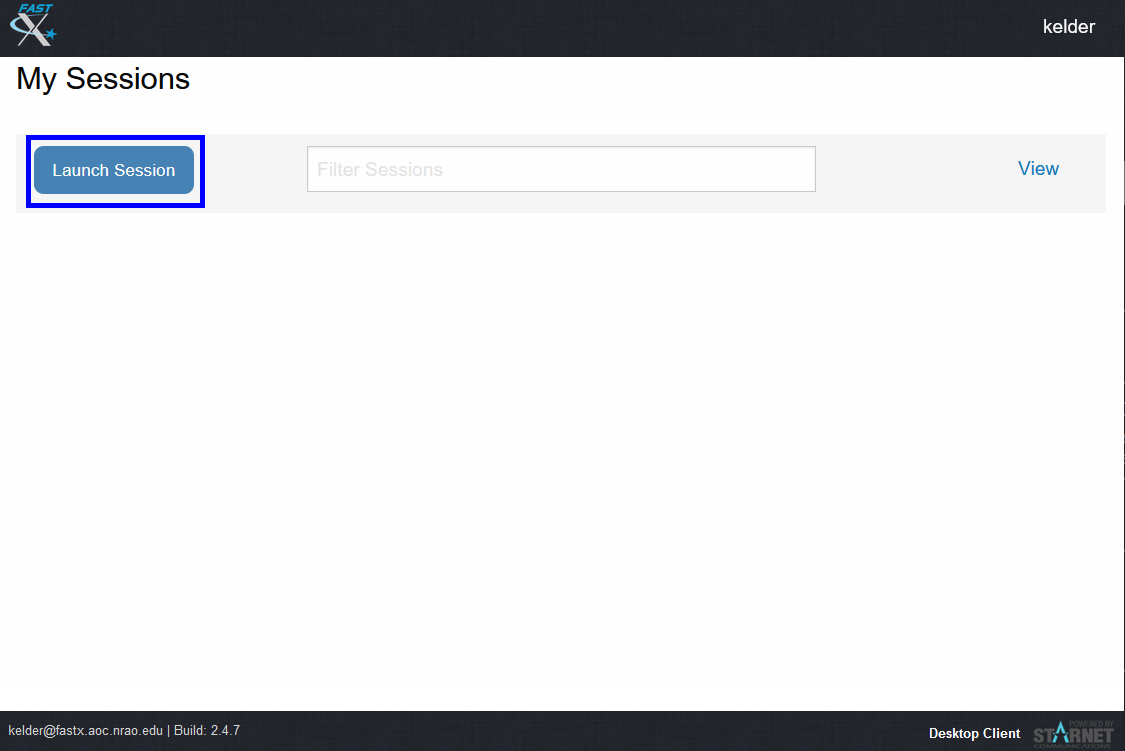 FAST
X
kelder
My Sessions
Launch Session
Filter Sessions
View
kelder@fastx.aoc.nrao.edu | Build: 2.4.7
Desktop Client
POWERED BY
STARNET
COMMUNICATIONS